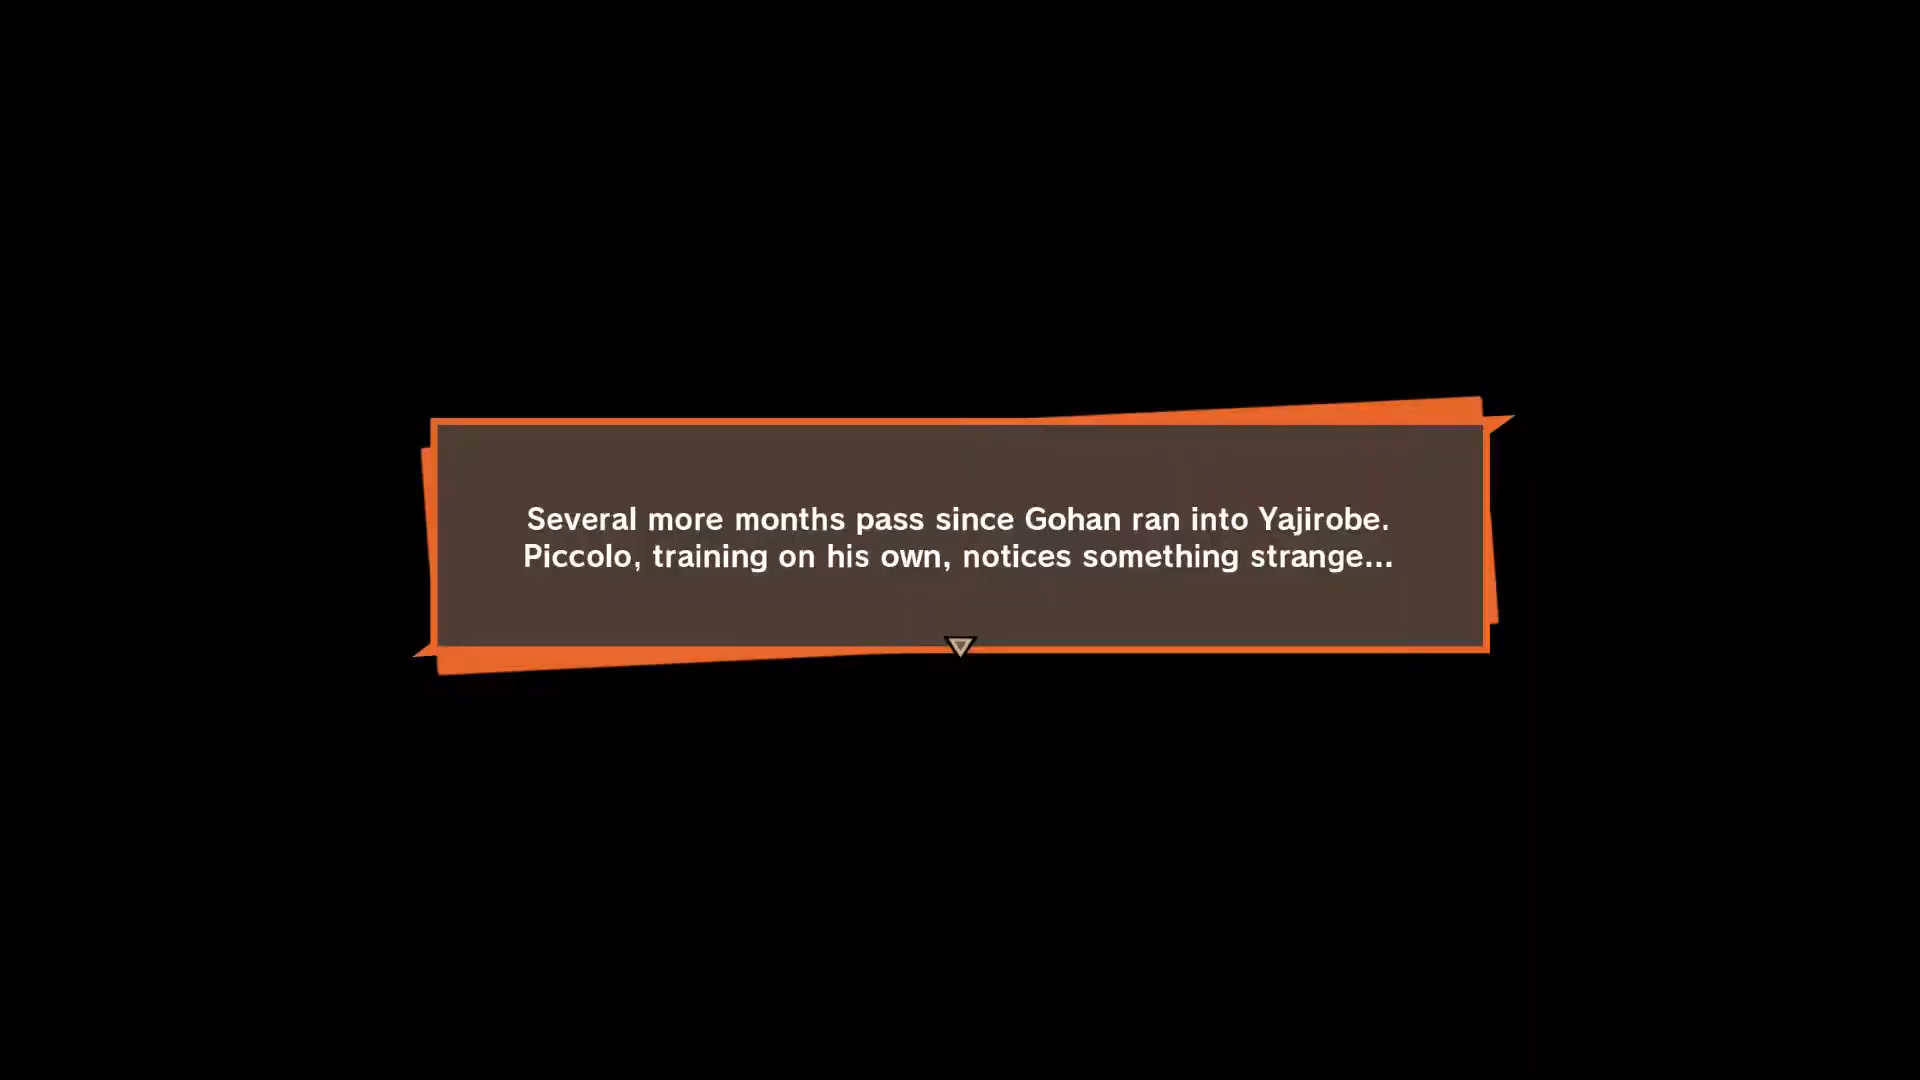 Several more months pass since Gohan ran into Yajirobe.
Piccolo, training on his own, notices something strange...